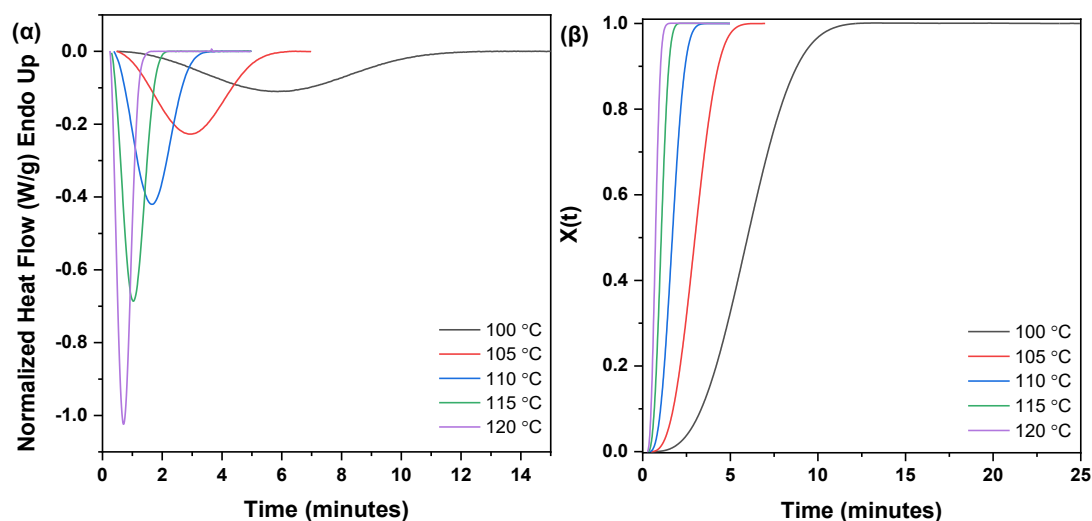 (α)
Normalized Heat Flow (W/g) Endo Up
0.0
-0.2
-0.4
-0.6
-0.8
-1.0
100 °C
105 °C
110 °C
115 °C
120 °C
0 2 4 6 8 10 12 14
Time (minutes)
(β)
X(t)
1.0
0.8
0.6
0.4
0.2
0.0
100 °C
105 °C
110 °C
115 °C
120 °C
0 5 10 15 20 25
Time (minutes)